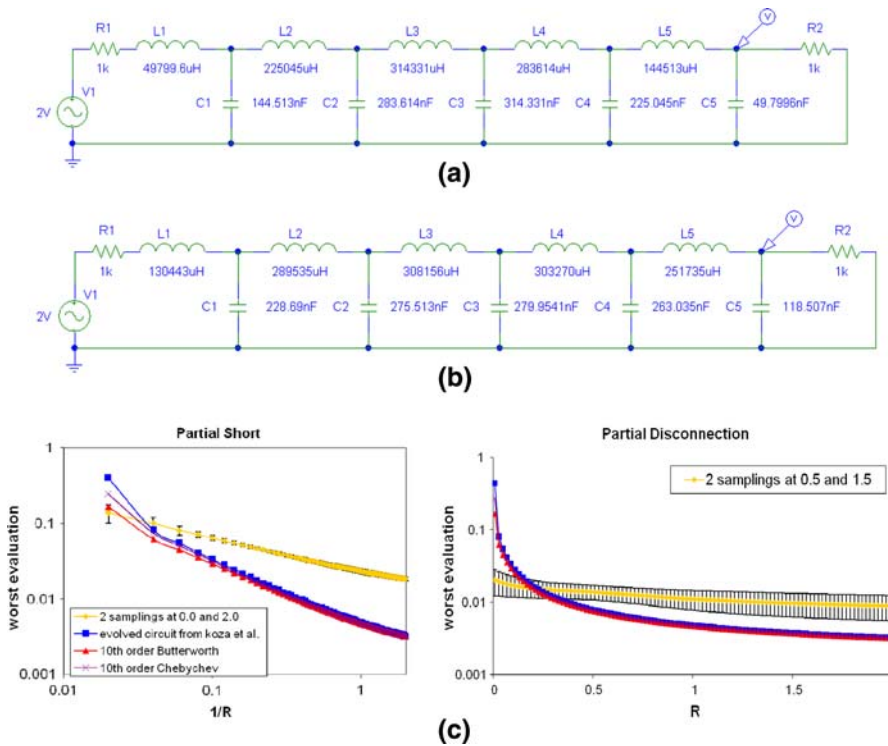 R1 L1 L2 L3 L4 L5 V R2
1k 49799.6uH 225045uH 314331uH 283614uH 144513uH 1k
V1
2V
C1 144.513nF C2 283.614nF C3 314.331nF C4 225.045nF C5 49.7996nF
(a)
R1 L1 L2 L3 L4 L5 V R2
1k 130443uH 289535uH 308156uH 303270uH 251735uH 1k
V1
2V
C1 228.69nF C2 275.513nF C3 279.9541nF C4 263.035nF C5 118.507nF
(b)
Partial Short
worst evaluation
1
0.1
0.01
0.001
2 samplings at 0.0 and 2.0
evolved circuit from koza et al.
10th order Butterworth
10th order Chebychev
0.01 0.1 1
1/R
Partial Disconnection
worst evaluation
1
0.1
0.01
0.001
2 samplings at 0.5 and 1.5
0 0.5 1 1.5
R
(c)